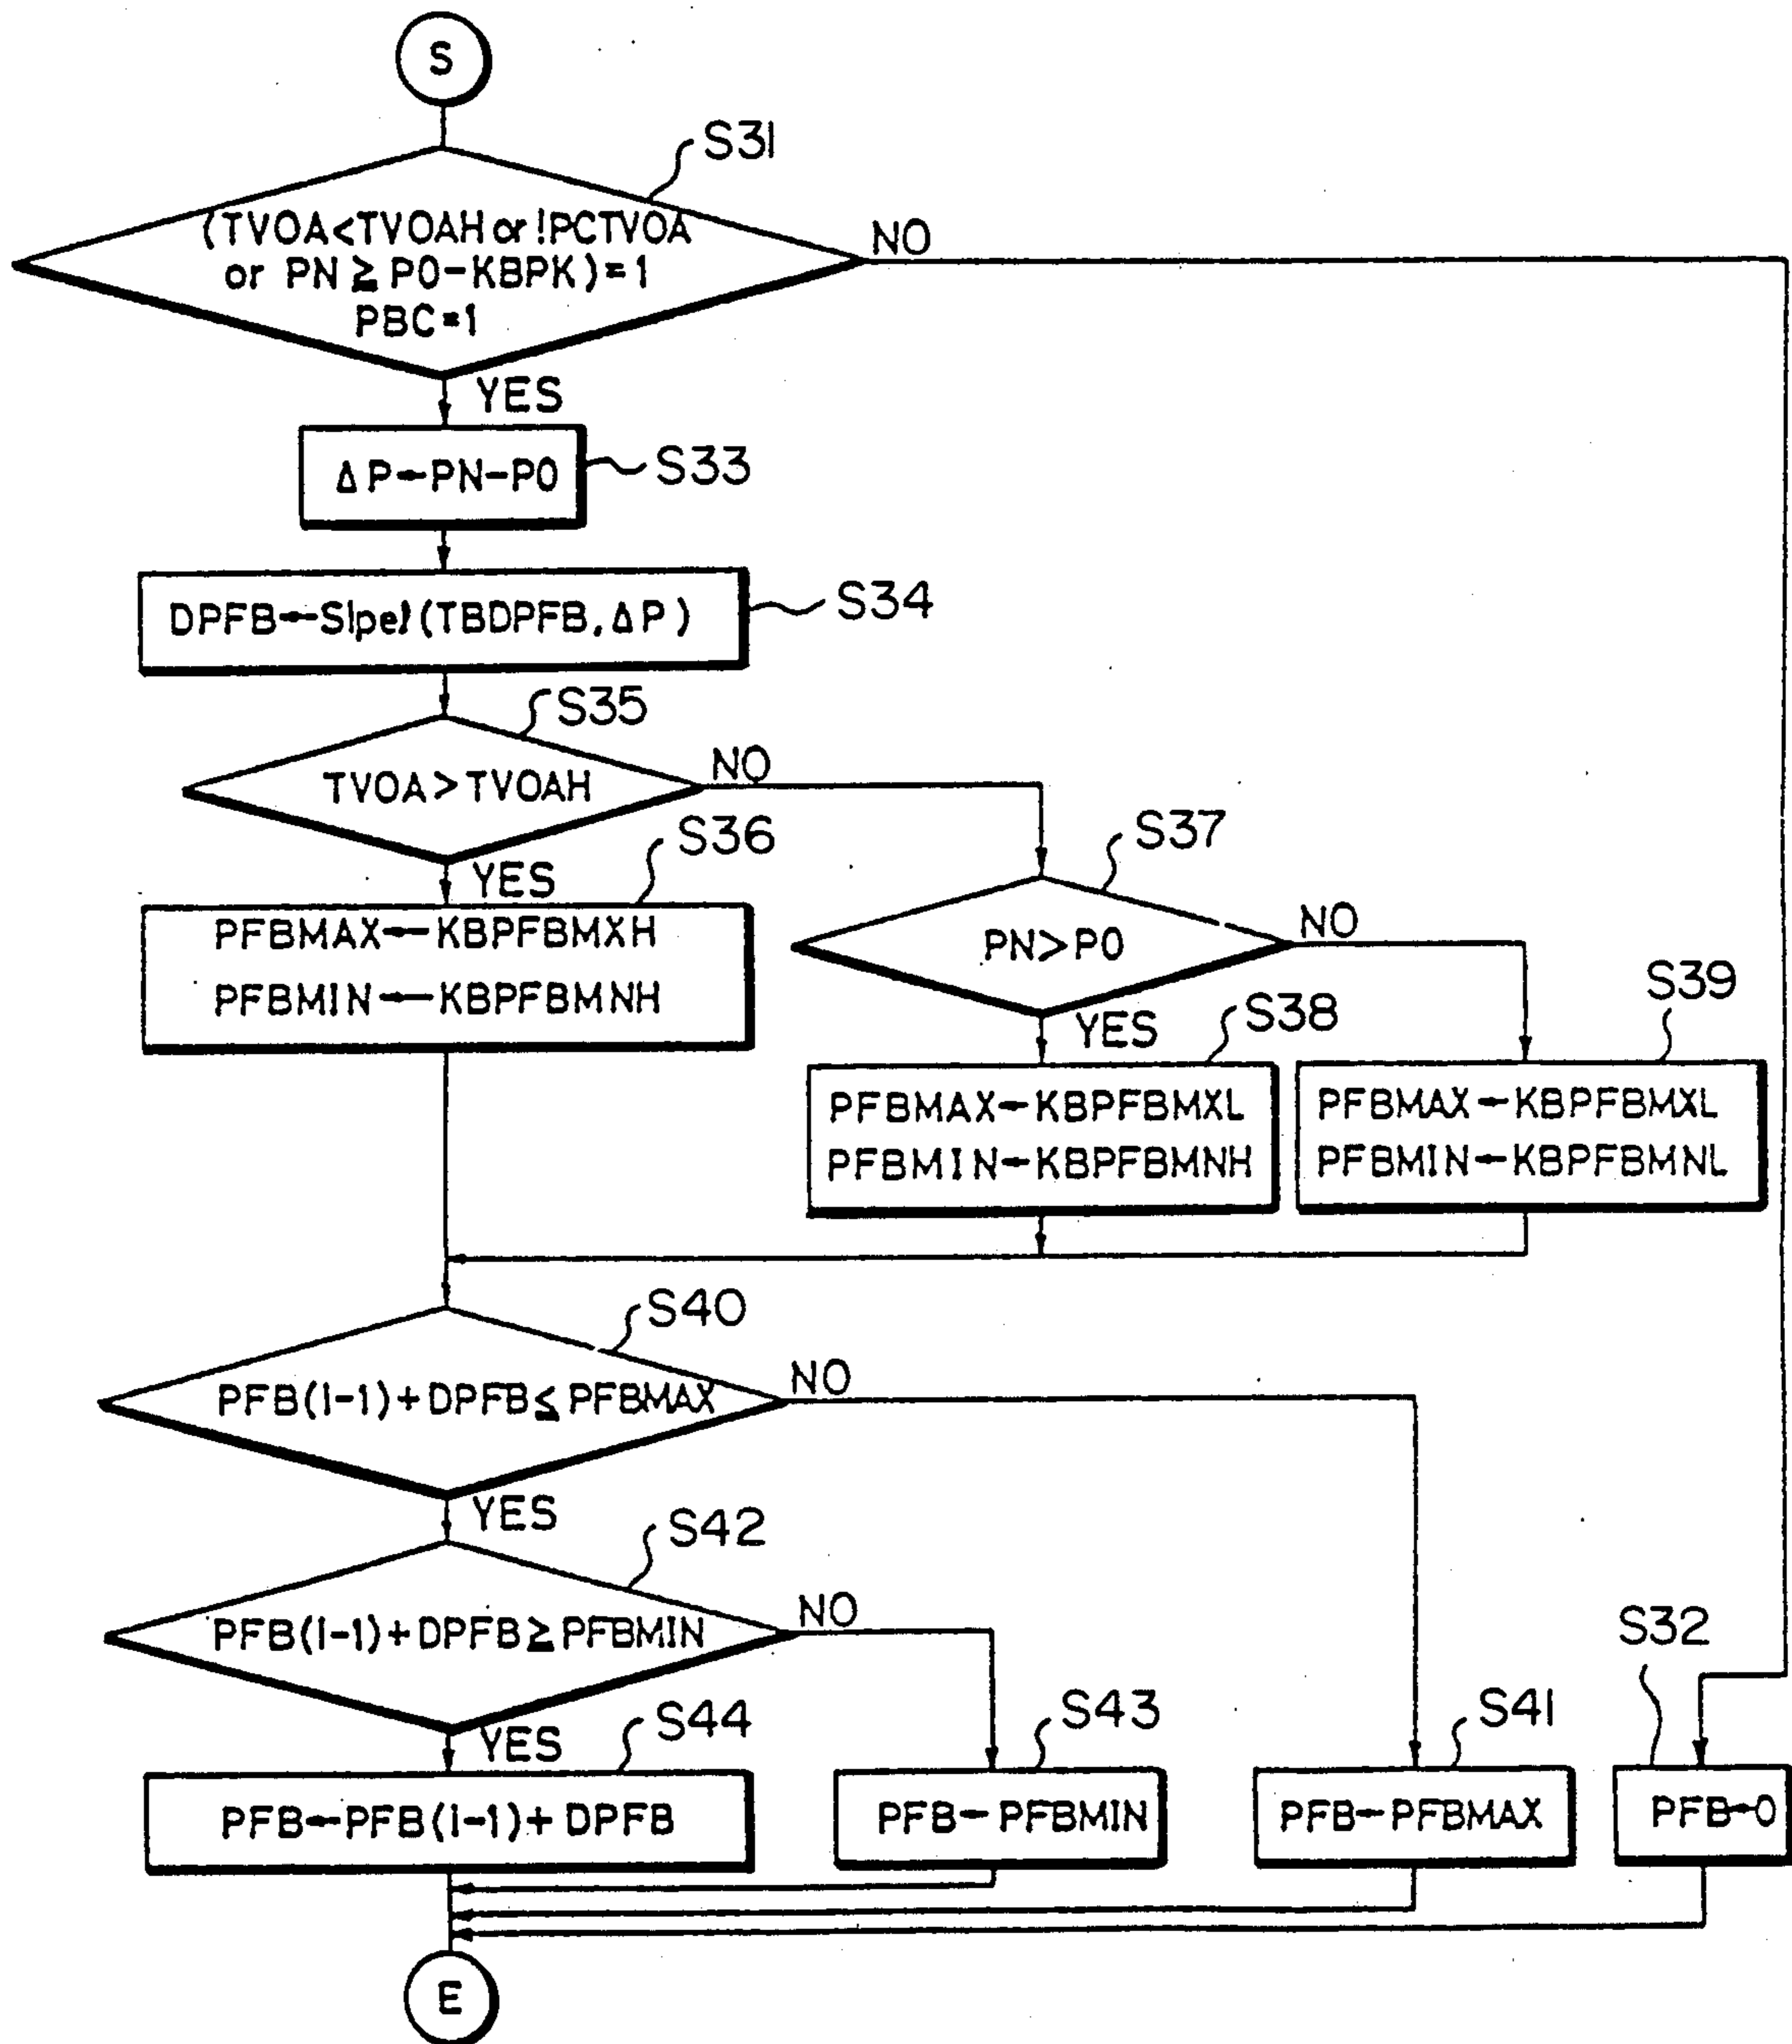 S
S31
(TVOA<TVOAH or !PCTVOA
or PN ≧ PO-KBPK)=1
PBC=1
NO
YES
ΔP←PN-PO
S33
DPFB←Slpel(TBDPFB,ΔP)
S34
S35
TVOA>TVOAH
NO
YES
S36
PFBMAX←KBPFBMXH
PFBMIN←KBPFBMNH
S37
PN>PO
NO
YES
S38
PFBMAX←KBPFBMXL
PFBMIN←KBPFBMNH
S39
PFBMAX←KBPFBMXL
PFBMIN←KBPFBMNL
S40
PFB(I-1)+DPFB≦PFBMAX
NO
YES
S42
PFB(I-1)+DPFB≧PFBMIN
NO
YES
S44
PFB←PFB(I-1)+DPFB
S43
PFB←PFBMIN
S41
PFB←PFBMAX
S32
PFB←0
E